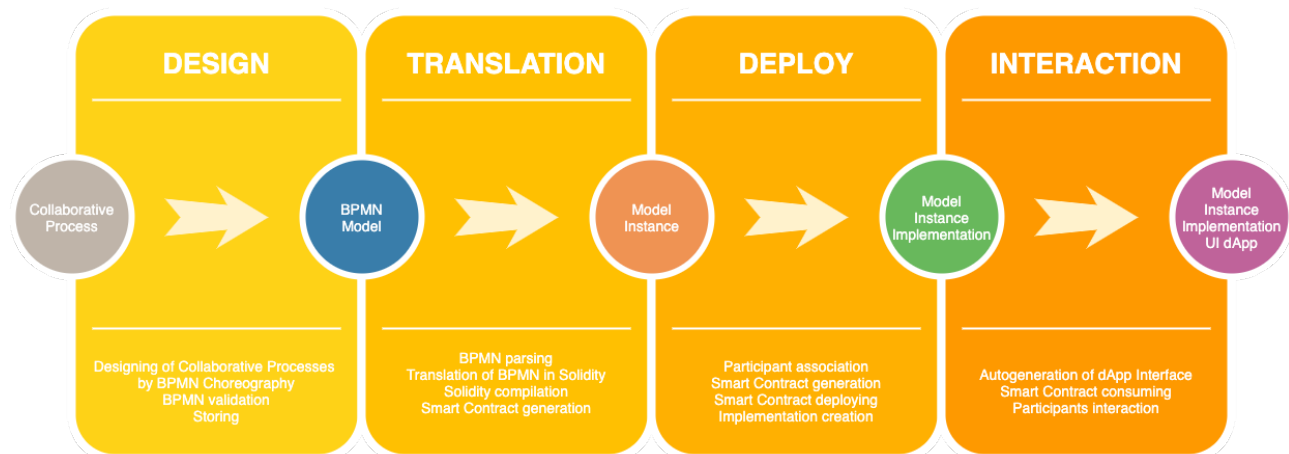 DESIGN
TRANSLATION
DEPLOY
INTERACTION
Collaborative
Process
BPMN
Model
Model
Instance
Model
Instance
Implementation
Model
Instance
Implementation
UI dApp
Designing of Collaborative Processes
by BPMN Choreography
BPMN validation
Storing
BPMN parsing
Translation of BPMN in Solidity
Solidity compilation
Smart Contract generation
Participant association
Smart Contract generation
Smart Contract deploying
Implementation creation
Autogeneration of dApp Interface
Smart Contract consuming
Participants interaction